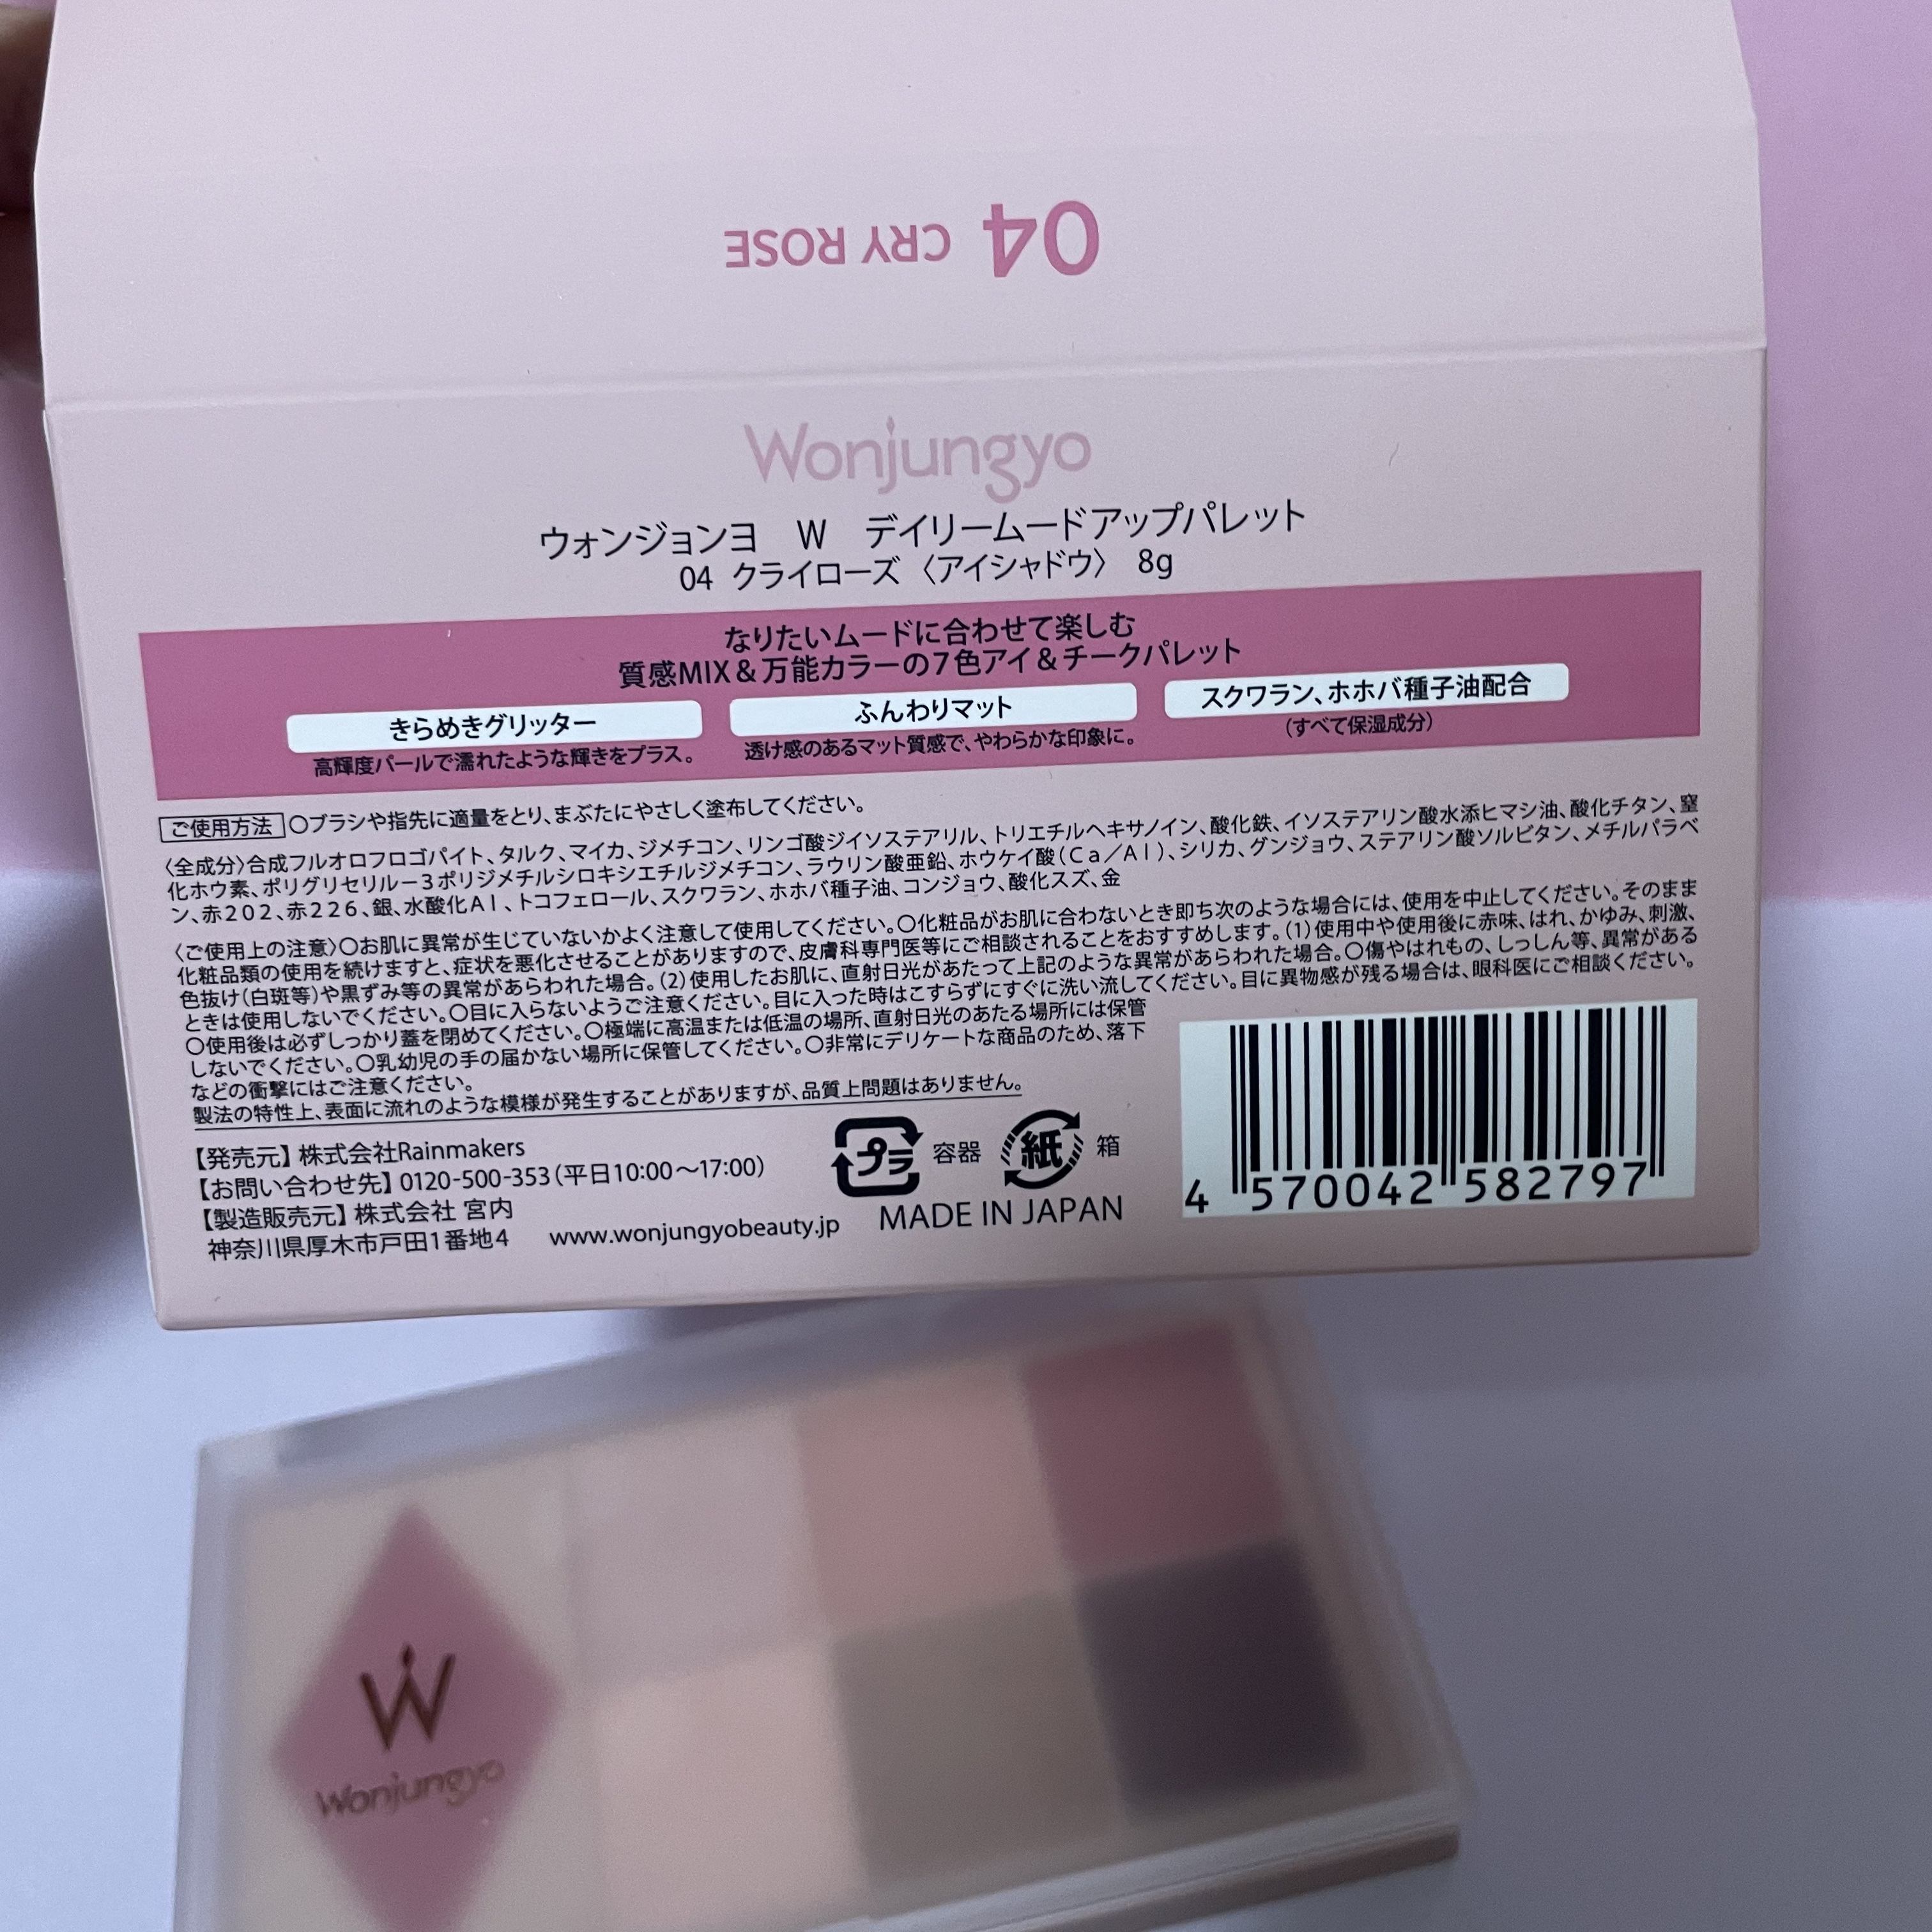 04 CRY ROSE
Wonjungyo
ウォンジョンヨ W デイリームードアップパレット
04 クライローズ〈アイシャドウ〉 8g
なりたいムードに合わせて楽しむ
質感MIX＆万能カラーの7色アイ＆チークパレット
きらめきグリッター
高輝度パールで濡れたような輝きをプラス。
ふんわりマット
透け感のあるマット質感で、やわらかな印象に。
スクワラン、ホホバ種子油配合
(すべて保湿成分)
ご使用方法 〇ブラシや指先に適量をとり、まぶたにやさしく塗布してください。
〈全成分〉合成フルオロフロゴパイト、タルク、マイカ、ジメチコン、リンゴ酸ジイソステアリル、トリエチルヘキサノイン、酸化鉄、イソステアリン酸水添ヒマシ油、酸化チタン、窒
化ホウ素、ポリグリセリル－3ポリジメチルシロキシエチルジメチコン、ラウリン酸亜鉛、ホウケイ酸（Ｃａ／Ａｌ）、シリカ、グンジョウ、ステアリン酸ソルビタン、メチルパラベ
ン、赤２０２、赤２２６、銀、水酸化Ａｌ、トコフェロール、スクワラン、ホホバ種子油、コンジョウ、酸化スズ、金
〈ご使用上の注意〉〇お肌に異常が生じていないかよく注意して使用してください。〇化粧品がお肌に合わないとき即ち次のような場合には、使用を中止してください。そのまま
化粧品類の使用を続けますと、症状を悪化させることがありますので、皮膚科専門医等にご相談されることをおすすめします。(1)使用中や使用後に赤味、はれ、かゆみ、刺激、
色抜け(白斑等)や黒ずみ等の異常があらわれた場合。(2)使用したお肌に、直射日光があたって上記のような異常があらわれた場合。〇傷やはれもの、しっしん等、異常がある
ときは使用しないでください。〇目に入らないようご注意ください。目に入った時はこすらずにすぐに洗い流してください。目に異物感が残る場合は、眼科医にご相談ください。
〇使用後は必ずしっかり蓋を閉めてください。〇極端に高温または低温の場所、直射日光のあたる場所には保管
しないでください。〇乳幼児の手の届かない場所に保管してください。〇非常にデリケートな商品のため、落下
などの衝撃にはご注意ください。
製法の特性上、表面に流れのような模様が発生することがありますが、品質上問題はありません。
【発売元】株式会社Rainmakers
【お問い合わせ先】0120-500-353(平日10:00～17:00)
【製造販売元】株式会社 宮内
神奈川県厚木市戸田1番地4 www.wonjungyobeauty.jp
プラ 容器 紙 箱
MADE IN JAPAN
4 570042 582797
W
Wonjungyo